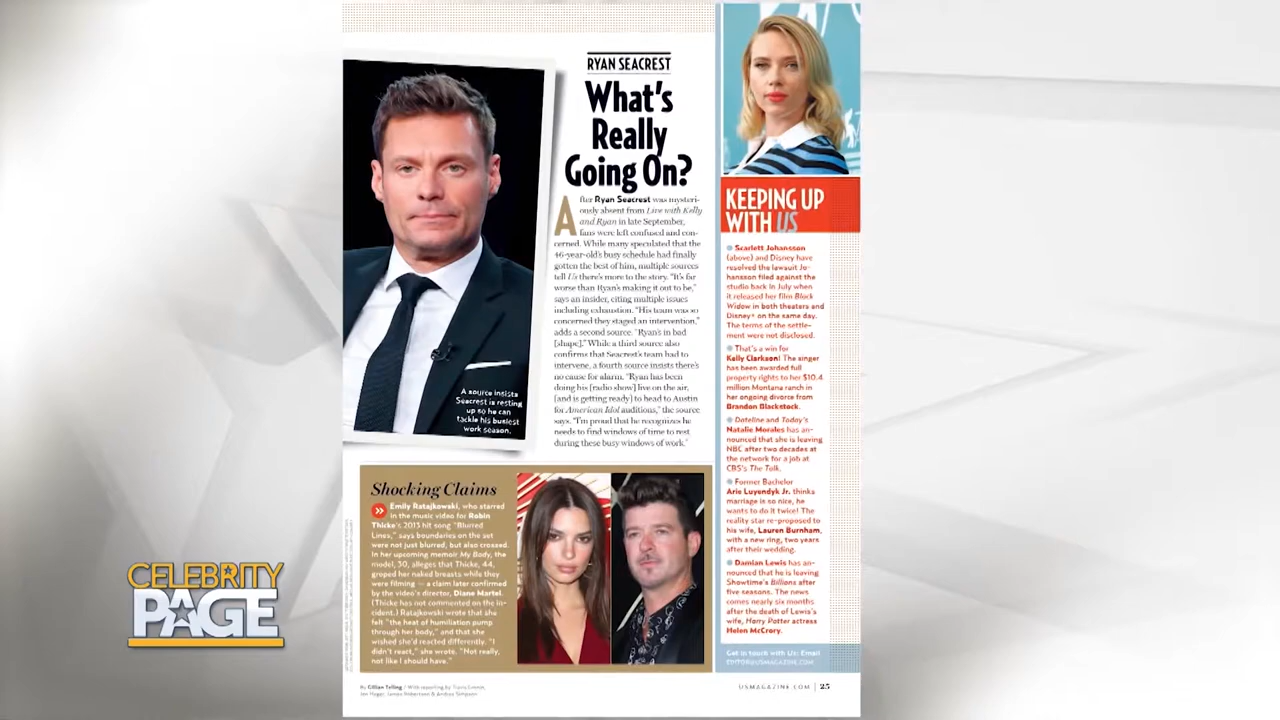 RYAN SEACREST
What's
Really
Going On?
After Ryan Seacrest was mysteri-
ously absent from Live with Kelly
and Ryan in late September,
fans were left confused and con-
cerned. While many speculated that the
46-year-old's busy schedule had finally
gotten the best of him, multiple sources
tell Us there's more to the story. "It's far
worse than Ryan's making it out to be,"
says an insider, citing multiple issues
including exhaustion. "His team was so
concerned they staged an intervention,"
adds a second source. "Ryan's in bad
[shape]." While a third source also
confirms that Seacrest's team had to
intervene, a fourth source insists there's
no cause for alarm. "Ryan has been
doing his [radio show] live on the air,
[and is getting ready] to head to Austin
for American Idol auditions," the source
says. "I'm proud that he recognizes he
needs to find windows of time to rest
during these busy windows of work."
A source insists
Seacrest is resting
up so he can
tackle his busiest
work season.
Shocking Claims
Emily Ratajkowski, who starred
in the music video for Robin
Thicke's 2013 hit song "Blurred
Lines," says boundaries on the set
were not just blurred, but also crossed.
In her upcoming memoir My Body, the
model, 30, alleges that Thicke, 44,
groped her naked breasts while they
were filming — a claim later confirmed
by the video's director, Diane Martel.
(Thicke has not commented on the in-
cident.) Ratajkowski wrote that she
felt "the heat of humiliation pump
through her body," and that she
wished she'd reacted differently. "I
didn't react," she wrote. "Not really,
not like I should have."
KEEPING UP
WITH US
Scarlett Johansson
(above) and Disney have
resolved the lawsuit Jo-
hansson filed against the
studio back in July when
it released her film Black
Widow in both theaters and
Disney+ on the same day.
The terms of the settle-
ment were not disclosed.
That's a win for
Kelly Clarkson! The singer
has been awarded full
property rights to her $10.4
million Montana ranch in
her ongoing divorce from
Brandon Blackstock.
Dateline and Today's
Natalie Morales has an-
nounced that she is leaving
NBC after two decades at
the network for a job at
CBS's The Talk.
Former Bachelor
Arie Luyendyk Jr. thinks
marriage is so nice, he
wants to do it twice! The
reality star re-proposed to
his wife, Lauren Burnham,
with a new ring, two years
after their wedding.
Damian Lewis has an-
nounced that he is leaving
Showtime's Billions after
five seasons. The news
comes nearly six months
after the death of Lewis's
wife, Harry Potter actress
Helen McCrory.
Get in touch with Us: Email
EDITOR@USMAGAZINE.COM
By Gillian Telling / With reporting by Travis Cronin,
USMAGAZINE.COM | 25
CELEBRITY
PAGE